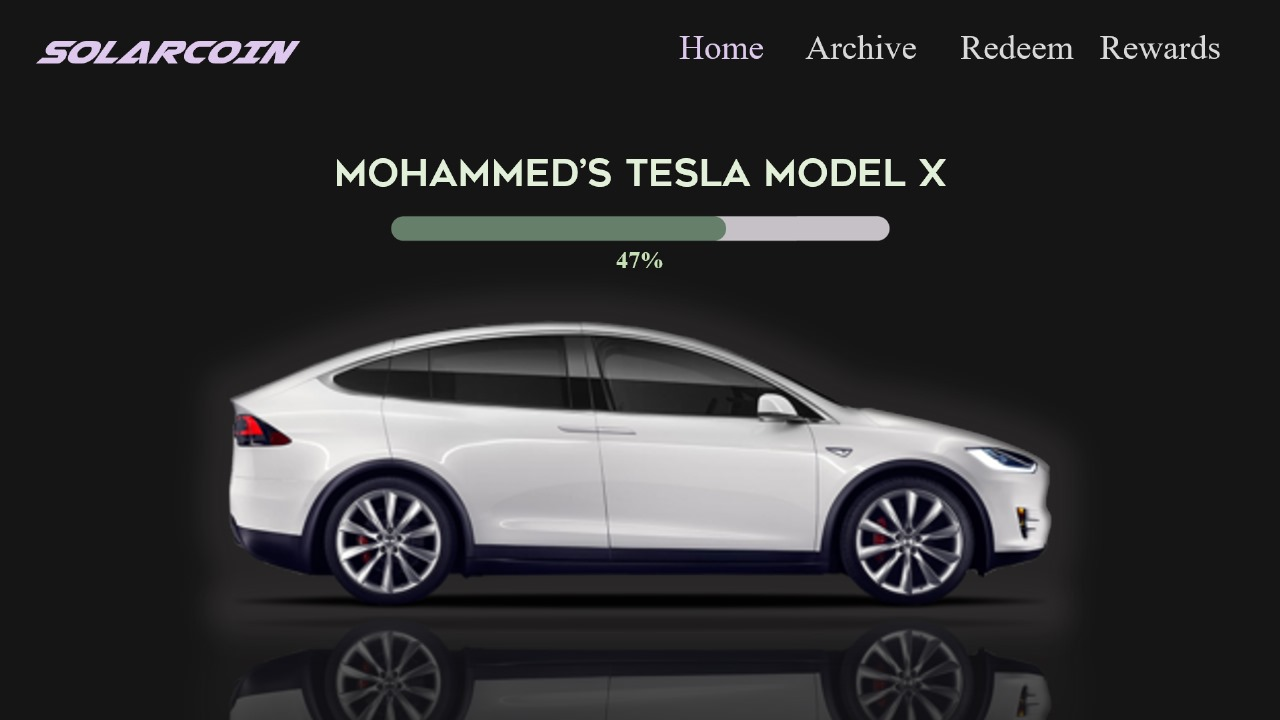 SOLARCOIN
Home Archive Redeem Rewards
MOHAMMED'S TESLA MODEL X
47%